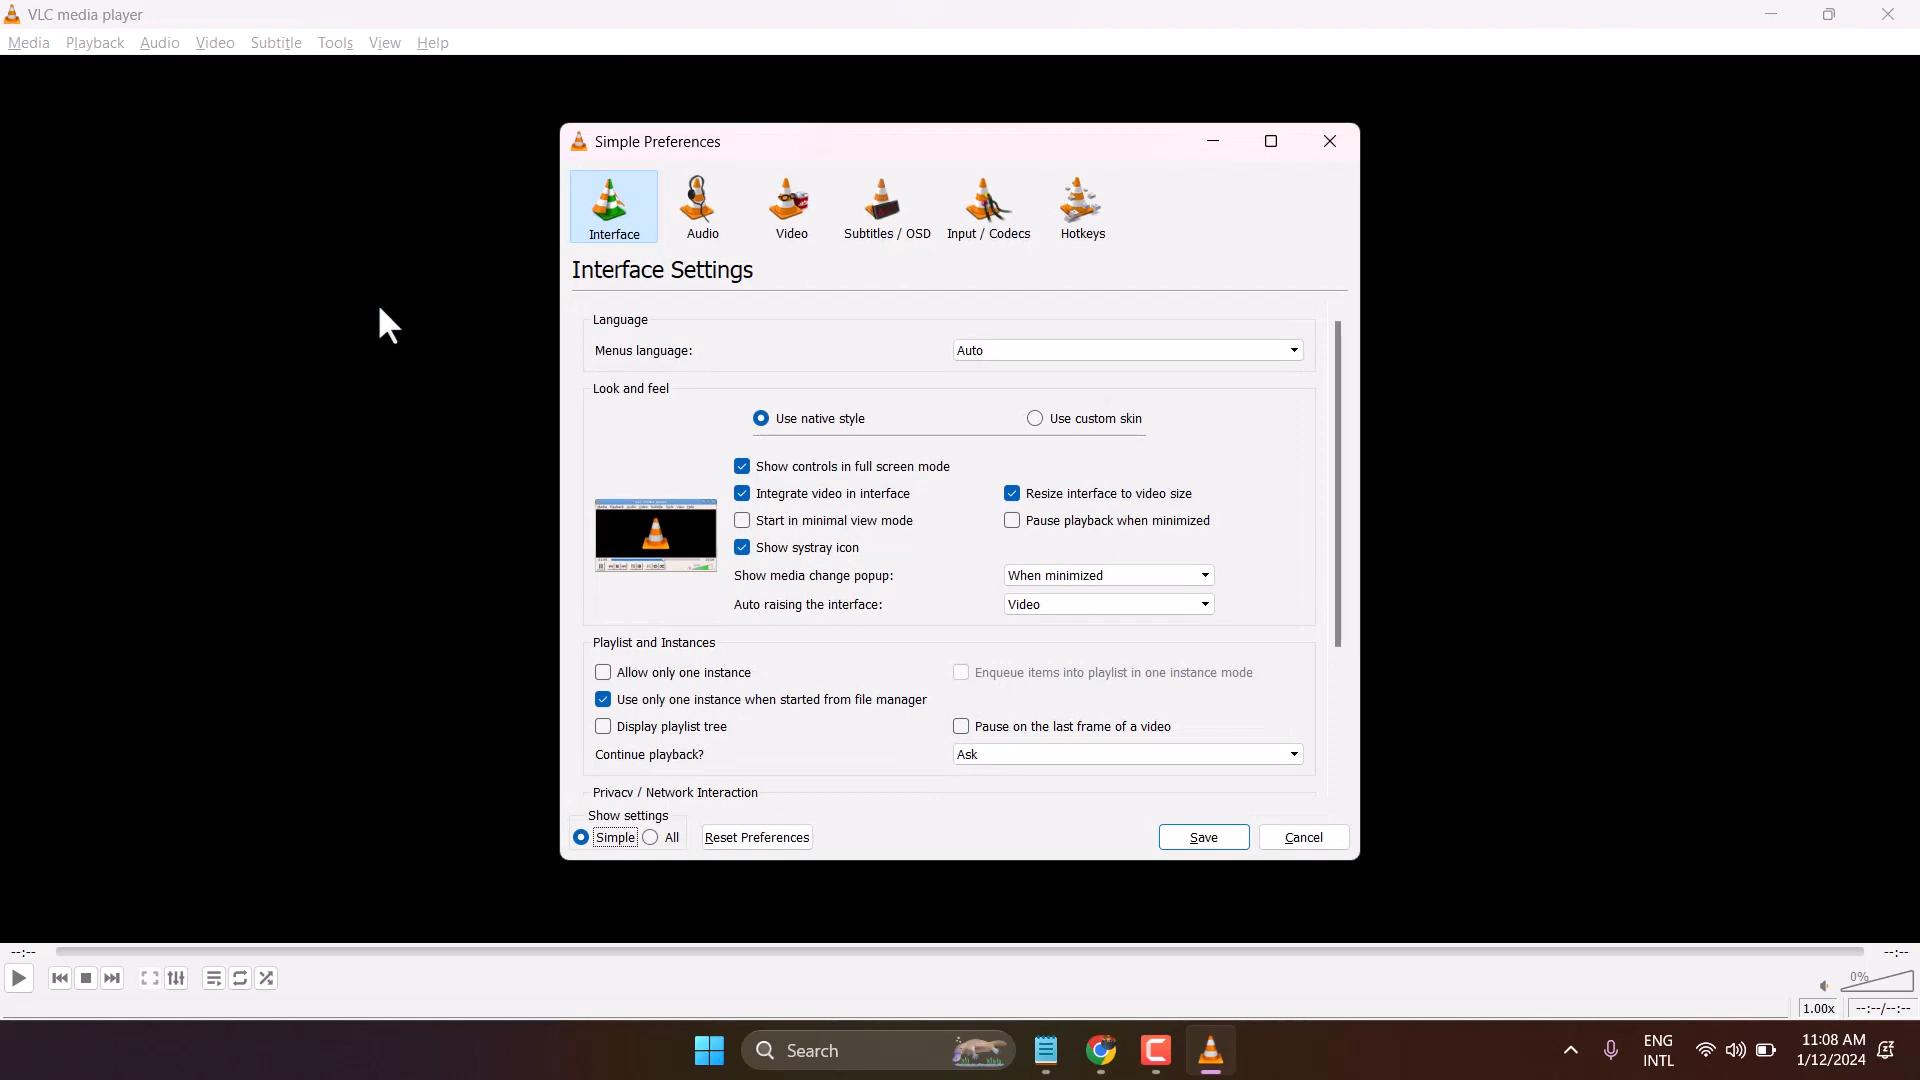 VLC media player
Media Playback Audio Video Subtitle Tools View Help
Simple Preferences
Interface Audio Video Subtitles / OSD Input / Codecs Hotkeys
Interface Settings
Language
Menus language: Auto
Look and feel
Use native style Use custom skin
Show controls in full screen mode
Integrate video in interface Resize interface to video size
Start in minimal view mode Pause playback when minimized
Show systray icon
Show media change popup: When minimized
Auto raising the interface: Video
Playlist and Instances
Allow only one instance Enqueue items into playlist in one instance mode
Use only one instance when started from file manager
Display playlist tree Pause on the last frame of a video
Continue playback? Ask
Privacy / Network Interaction
Show settings
Simple All Reset Preferences Save Cancel
--:-- --:--
0%
1.00x --:--/--:--
Search
ENG
INTL
11:08 AM
1/12/2024